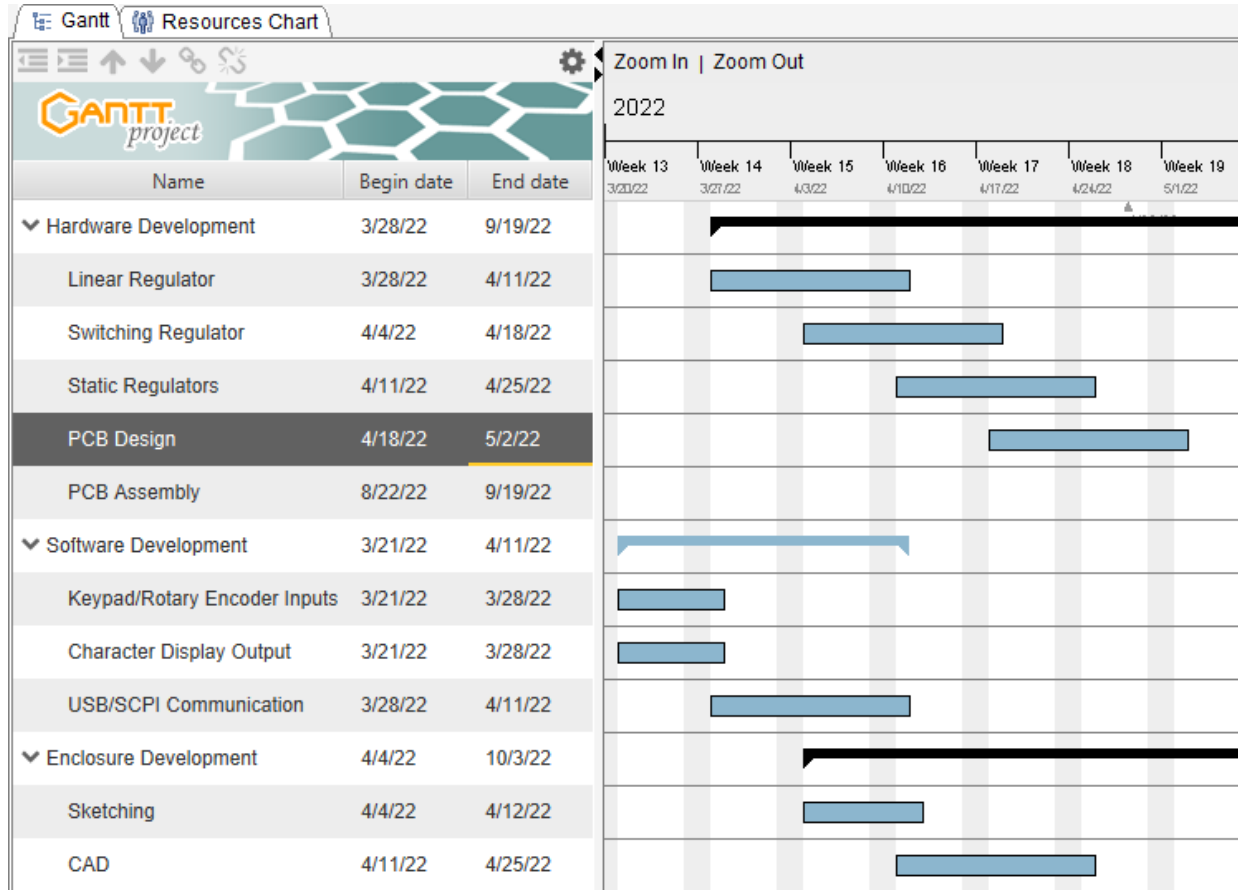 Gantt Resources Chart
Zoom In | Zoom Out
GANTT project
2022
Week 13 Week 14 Week 15 Week 16 Week 17 Week 18 Week 19
3/20/22 3/27/22 4/3/22 4/10/22 4/17/22 4/24/22 5/1/22
Name Begin date End date
Hardware Development 3/28/22 9/19/22
Linear Regulator 3/28/22 4/11/22
Switching Regulator 4/4/22 4/18/22
Static Regulators 4/11/22 4/25/22
PCB Design 4/18/22 5/2/22
PCB Assembly 8/22/22 9/19/22
Software Development 3/21/22 4/11/22
Keypad/Rotary Encoder Inputs 3/21/22 3/28/22
Character Display Output 3/21/22 3/28/22
USB/SCPI Communication 3/28/22 4/11/22
Enclosure Development 4/4/22 10/3/22
Sketching 4/4/22 4/12/22
CAD 4/11/22 4/25/22